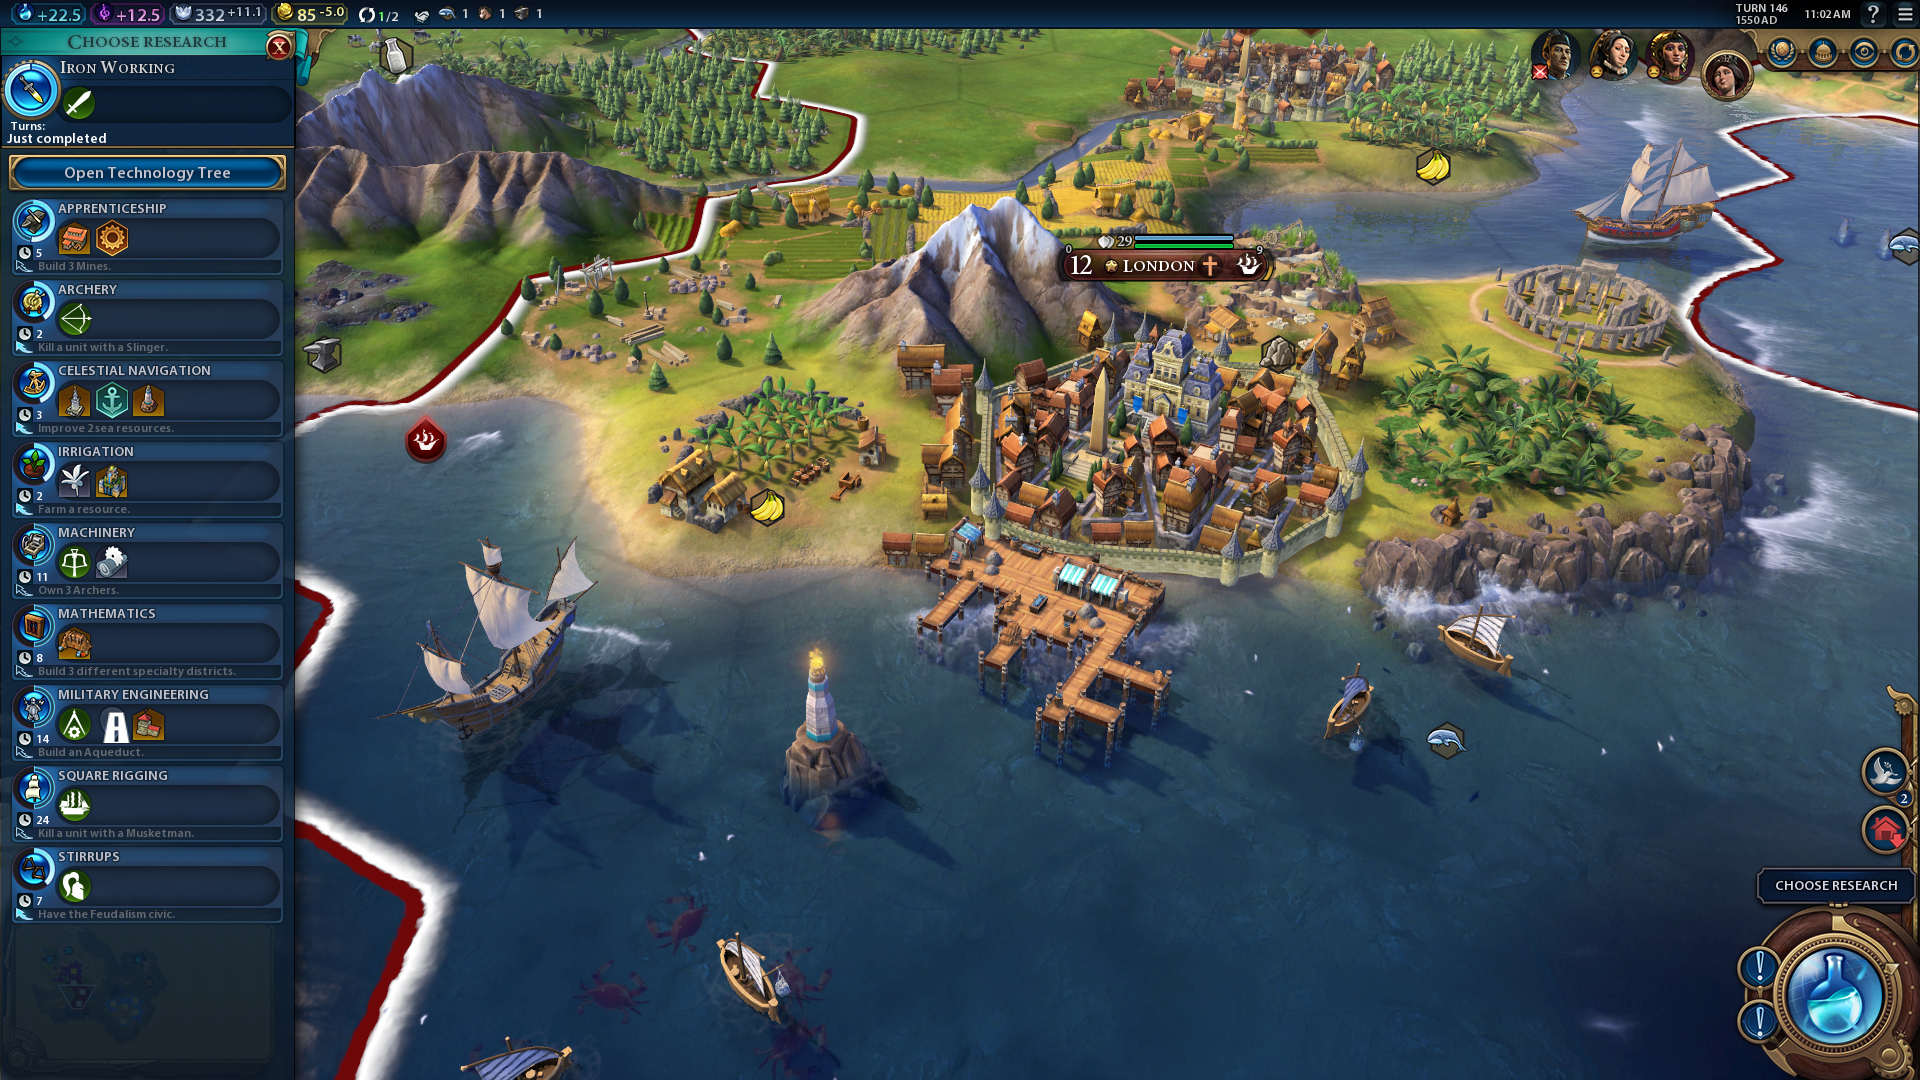 +22.5 +12.5 332 +11.1 85 -5.0 1/2 1 1 1
TURN 146
1550 AD
11:02 AM
?
CHOOSE RESEARCH
X
IRON WORKING
Turns:
Just completed
Open Technology Tree
APPRENTICESHIP
5
Build 3 Mines.
ARCHERY
2
Kill a unit with a Slinger.
CELESTIAL NAVIGATION
3
Improve 2 sea resources.
IRRIGATION
2
Farm a resource.
MACHINERY
11
Own 3 Archers.
MATHEMATICS
8
Build 3 different specialty districts.
MILITARY ENGINEERING
14
Build an Aqueduct.
SQUARE RIGGING
24
Kill a unit with a Musketman.
STIRRUPS
7
Have the Feudalism civic.
29
0
9
12 LONDON
2
CHOOSE RESEARCH
!
!